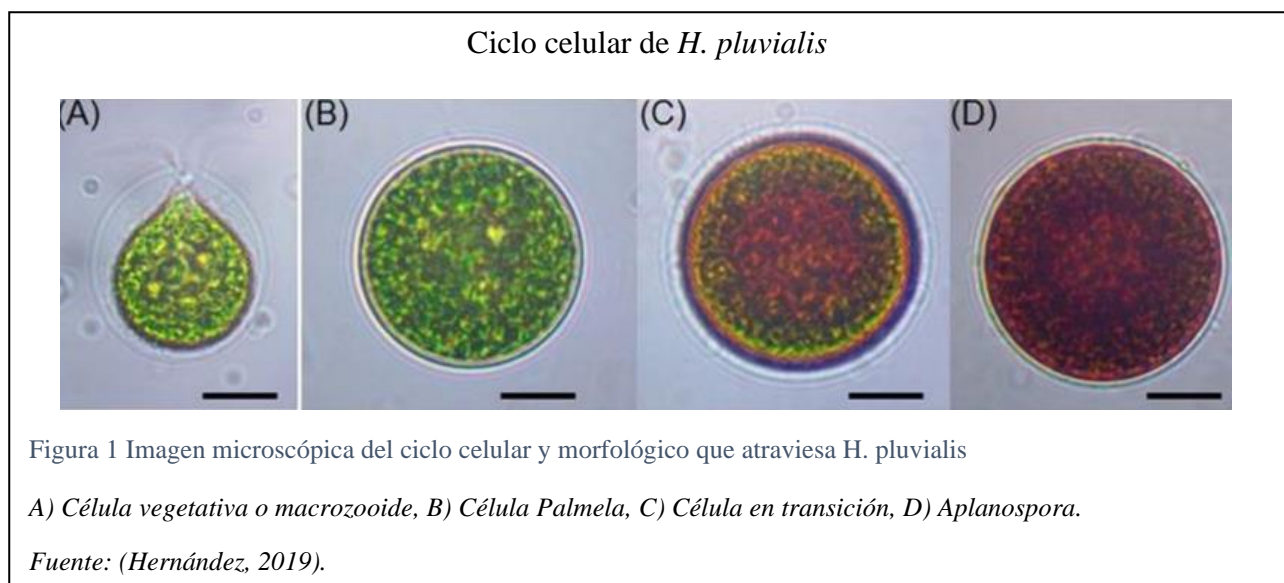 Ciclo celular de H. pluvialis
(A) (B) (C) (D)
Figura 1 Imagen microscópica del ciclo celular y morfológico que atraviesa H. pluvialis
A) Célula vegetativa o macrozooide, B) Célula Palmela, C) Célula en transición, D) Aplanospora.
Fuente: (Hernández, 2019).